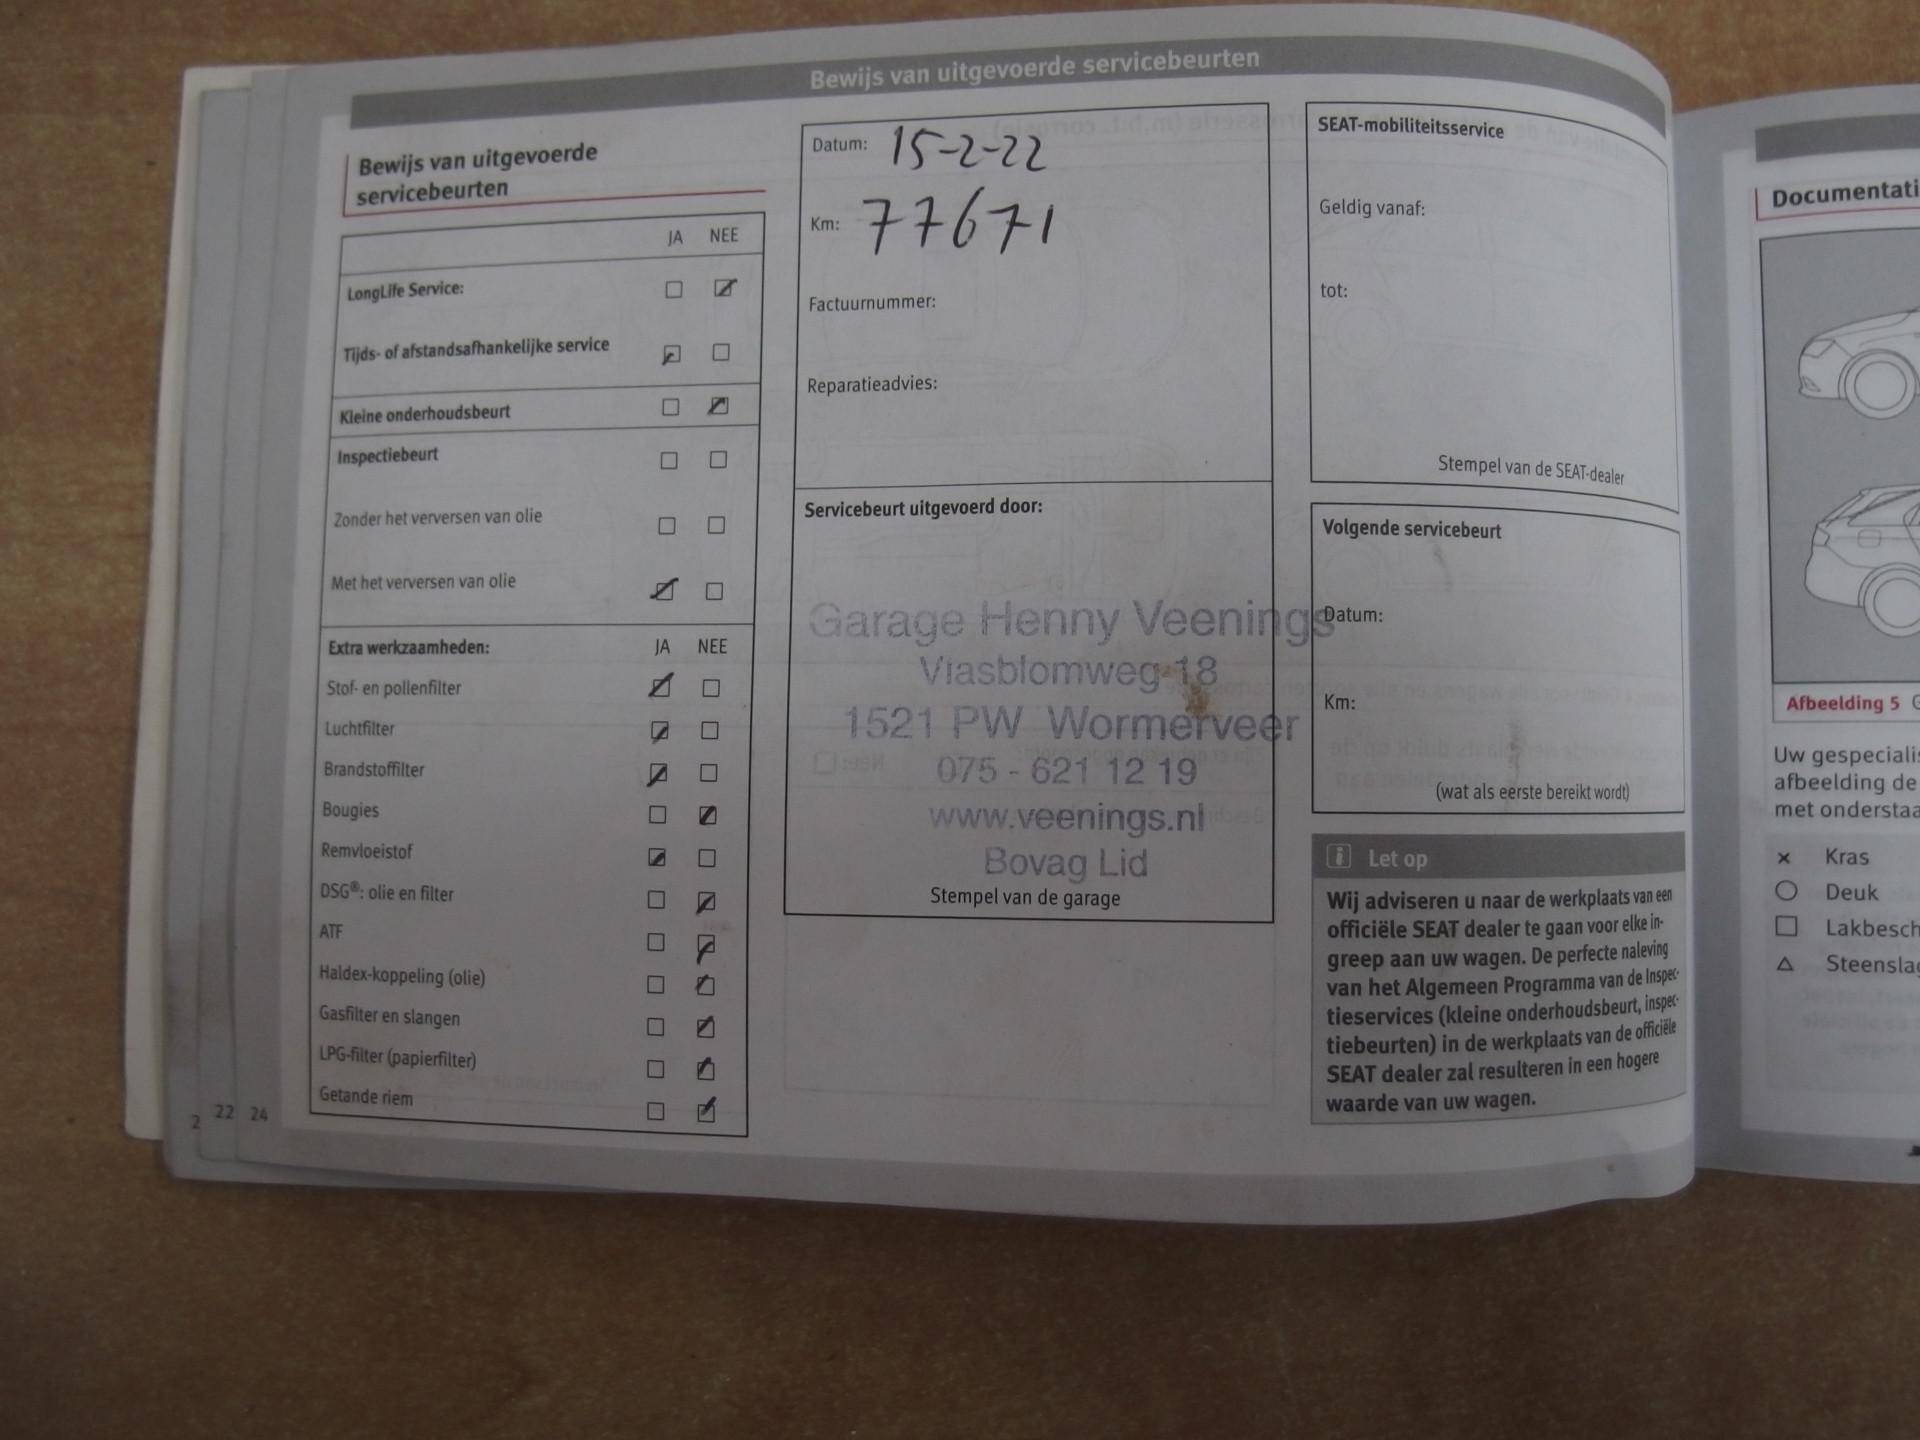 Bewijs van uitgevoerde servicebeurten
Bewijs van uitgevoerde
servicebeurten
JA NEE
LongLife Service:
Tijds- of afstandsafhankelijke service
Kleine onderhoudsbeurt
Inspectiebeurt
Zonder het verversen van olie
Met het verversen van olie
Extra werkzaamheden: JA NEE
Stof- en pollenfilter
Luchtfilter
Brandstoffilter
Bougies
Remvloeistof
DSG®: olie en filter
ATF
Haldex-koppeling (olie)
Gasfilter en slangen
LPG-filter (papierfilter)
Getande riem
2 22 24
Datum: 15-2-22
Km: 77671
Factuurnummer:
Reparatieadvies:
Servicebeurt uitgevoerd door:
Garage Henny Veenings
Vlasblomweg 18
1521 PW Wormerveer
075 - 621 12 19
www.veenings.nl
Bovag Lid
Stempel van de garage
SEAT-mobiliteitsservice
Geldig vanaf:
tot:
Stempel van de SEAT-dealer
Volgende servicebeurt
Datum:
Km:
(wat als eerste bereikt wordt)
i Let op
Wij adviseren u naar de werkplaats van een
officiële SEAT dealer te gaan voor elke in-
greep aan uw wagen. De perfecte naleving
van het Algemeen Programma van de Inspec-
tieservices (kleine onderhoudsbeurt, inspec-
tiebeurten) in de werkplaats van de officiële
SEAT dealer zal resulteren in een hogere
waarde van uw wagen.
Documentati
Afbeelding 5
Uw gespecialis
afbeelding de
met onderstaa
Kras
Deuk
Lakbesch
Steenslag